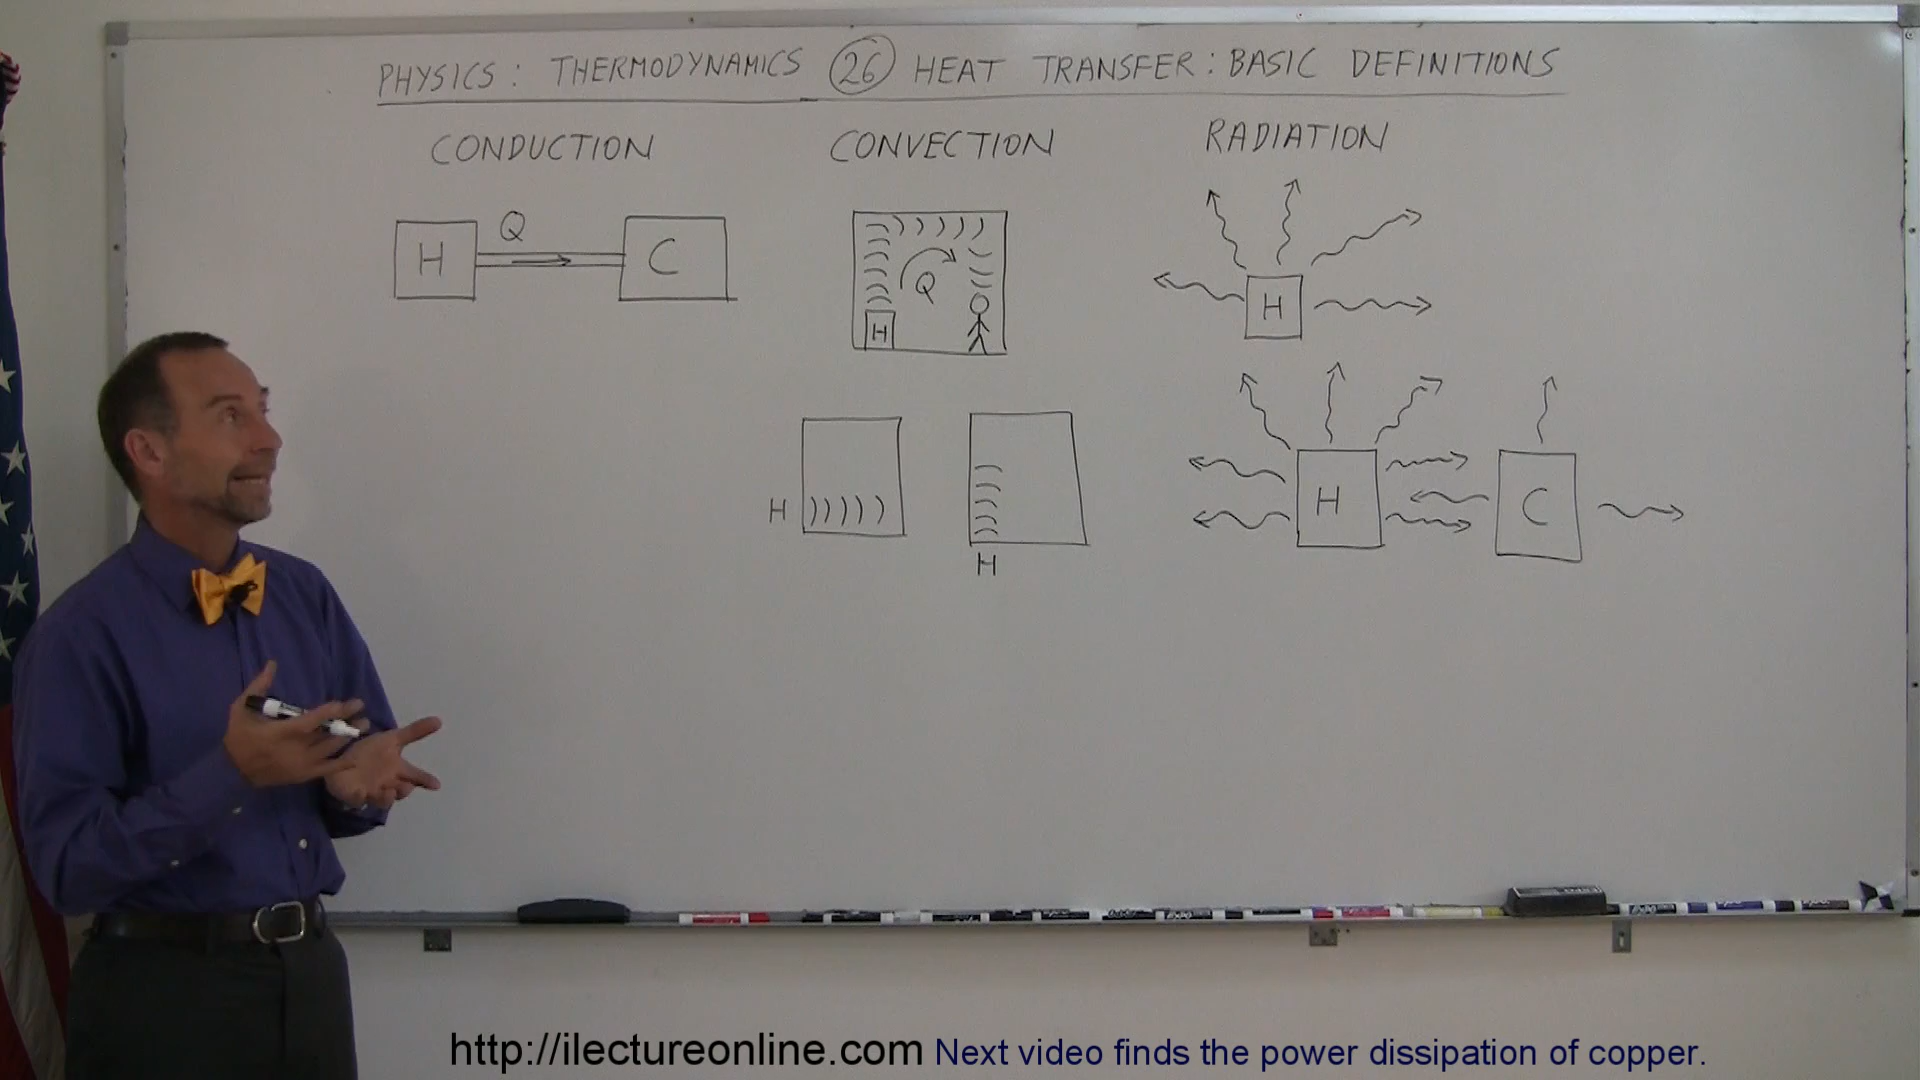 PHYSICS: THERMODYNAMICS 26 HEAT TRANSFER: BASIC DEFINITIONS
CONDUCTION
CONVECTION
RADIATION
Q
H
C
Q
H
H
H
H
H
C
http://ilectureonline.com Next video finds the power dissipation of copper.